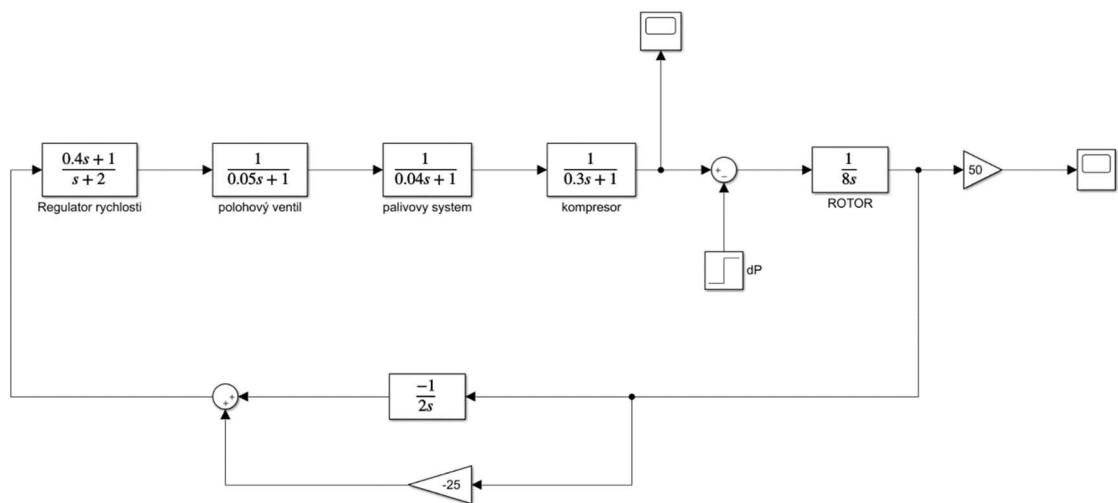 0.4s + 1
s + 2
Regulator rychlosti
1
0.05s + 1
polohový ventil
1
0.04s + 1
palivovy system
1
0.3s + 1
kompresor
+
−
1
8s
ROTOR
50
dP
+
+
-1
2s
-25